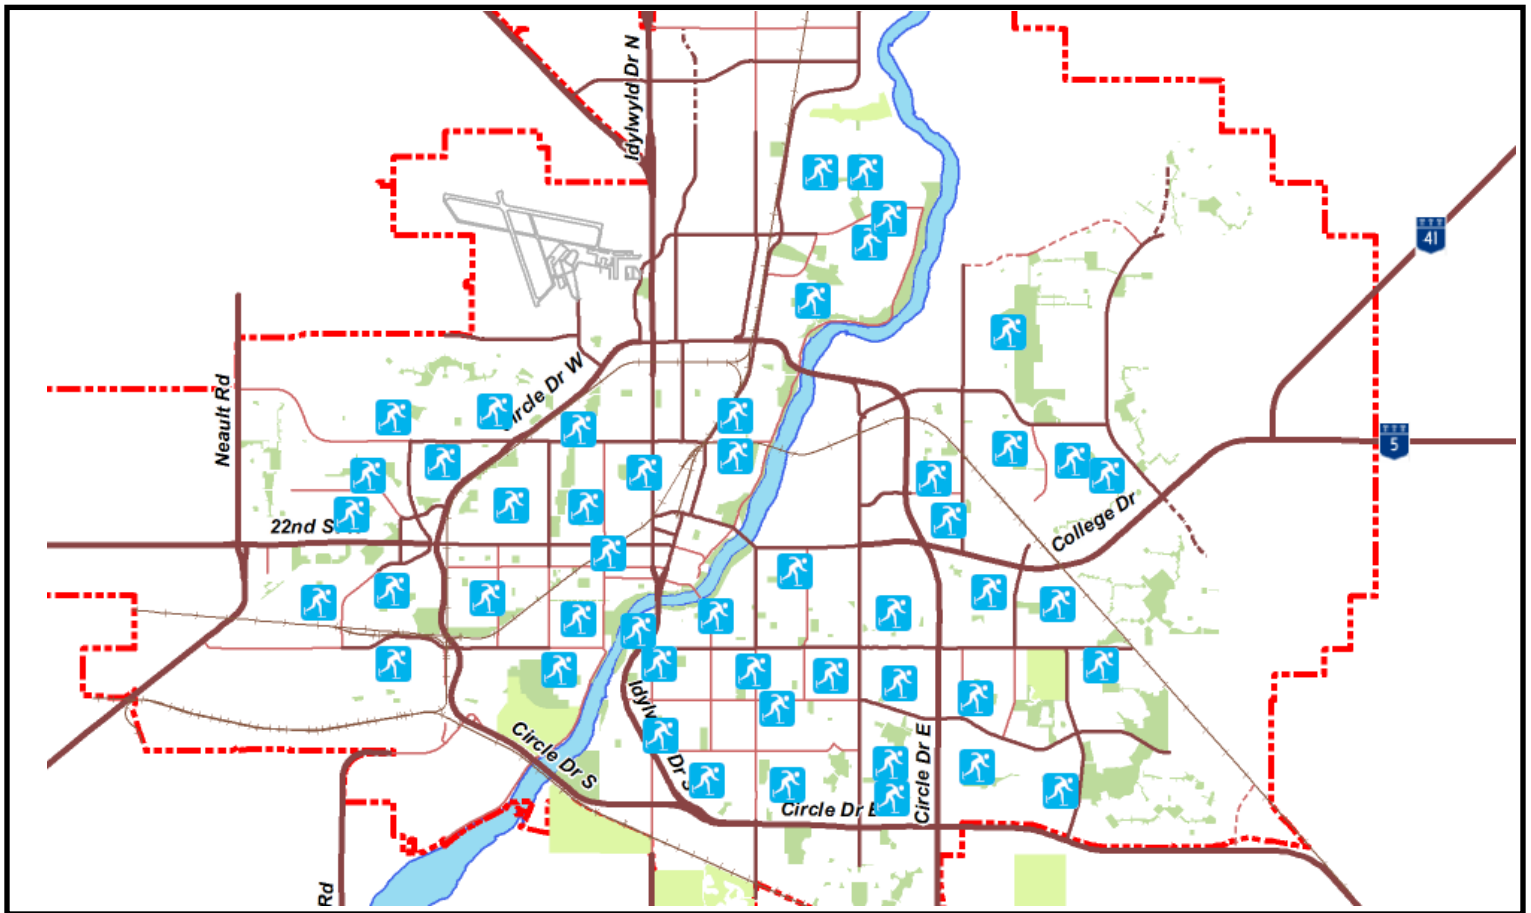 Idylwyld Dr N
41
Circle Dr W
Neault Rd
5
22nd S
College Dr
Idylw
Dr S
Circle Dr S
Circle Dr E
Circle Dr E
Rd